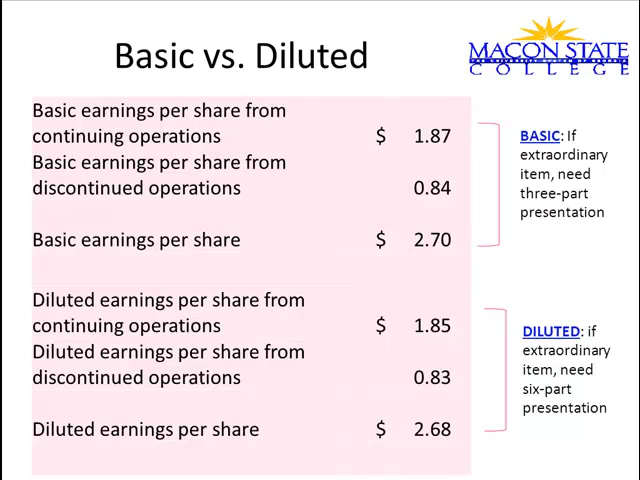 Basic vs. Diluted
MACON STATE
COLLEGE
Basic earnings per share from
continuing operations $ 1.87
Basic earnings per share from
discontinued operations 0.84
Basic earnings per share $ 2.70
BASIC: If
extraordinary
item, need
three-part
presentation
Diluted earnings per share from
continuing operations $ 1.85
Diluted earnings per share from
discontinued operations 0.83
Diluted earnings per share $ 2.68
DILUTED: if
extraordinary
item, need
six-part
presentation